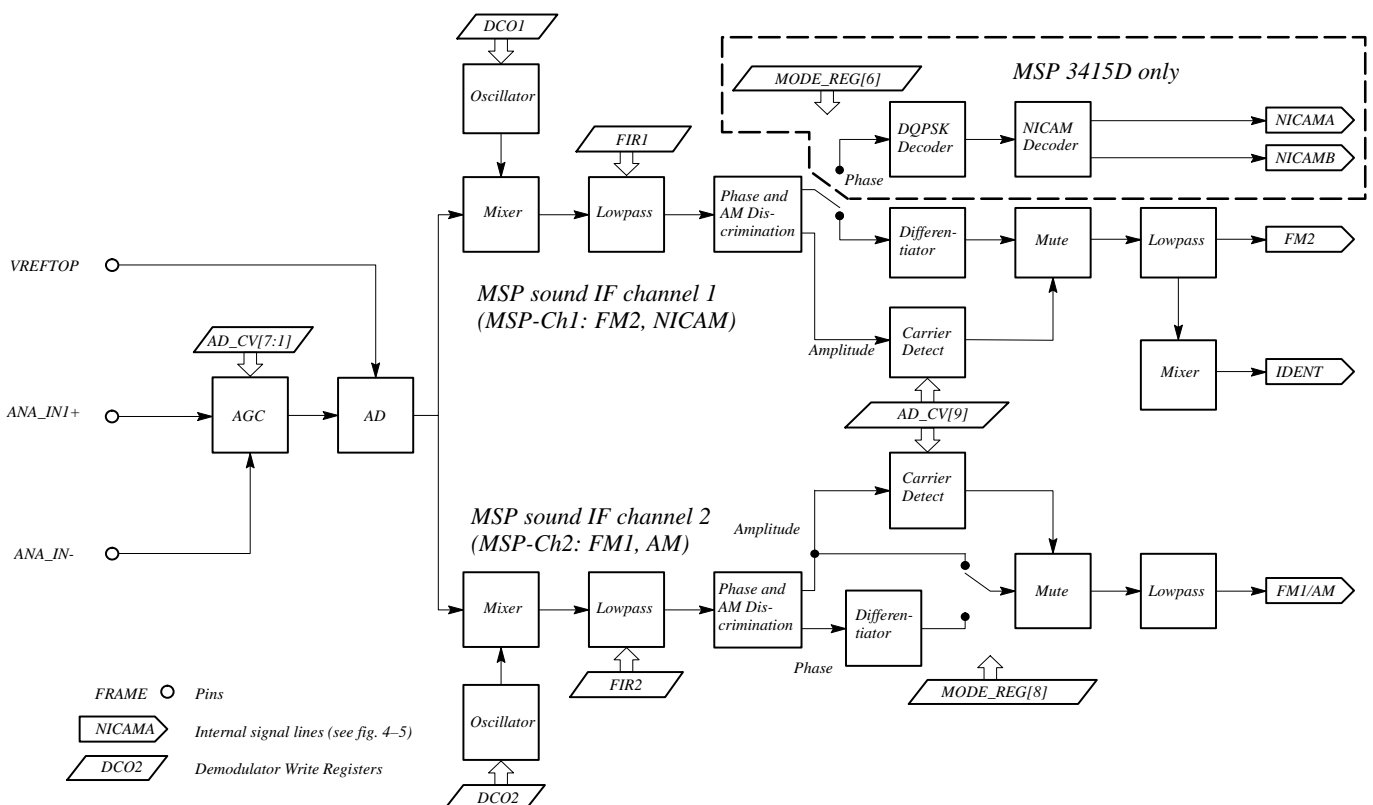 DCO1
MSP 3415D only
MODE_REG[6]
Oscillator
DQPSK
Decoder
NICAM
Decoder
NICAMA
NICAMB
FIR1
Phase
Mixer
Lowpass
Phase and
AM Dis-
crimination
Differen-
tiator
Mute
Lowpass
FM2
VREFTOP
MSP sound IF channel 1
(MSP-Ch1: FM2, NICAM)
AD_CV[7:1]
Amplitude
Carrier
Detect
Mixer
IDENT
ANA_IN1+
AGC
AD
AD_CV[9]
Carrier
Detect
MSP sound IF channel 2
(MSP-Ch2: FM1, AM)
Amplitude
ANA_IN-
Mixer
Lowpass
Phase and
AM Dis-
crimination
Differen-
tiator
Mute
Lowpass
FM1/AM
Phase
FIR2
MODE_REG[8]
FRAME
Pins
NICAMA
Internal signal lines (see fig. 4–5)
Oscillator
DCO2
Demodulator Write Registers
DCO2